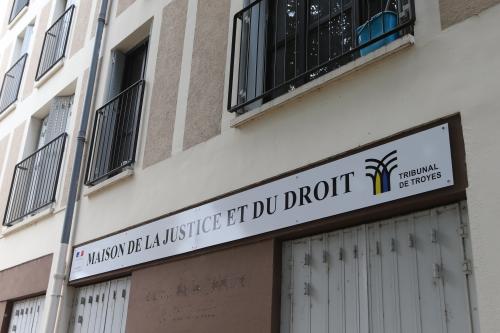 MAISON DE LA JUSTICE ET DU DROIT
TRIBUNAL
DE TROYES